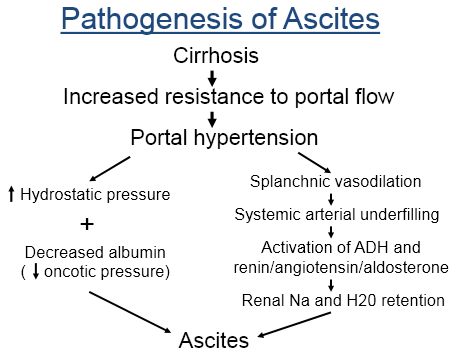 Pathogenesis of Ascites
Cirrhosis
Increased resistance to portal flow
Portal hypertension
↑ Hydrostatic pressure
+
Decreased albumin
( ↓ oncotic pressure)
Splanchnic vasodilation
Systemic arterial underfilling
Activation of ADH and
renin/angiotensin/aldosterone
Renal Na and H20 retention
Ascites